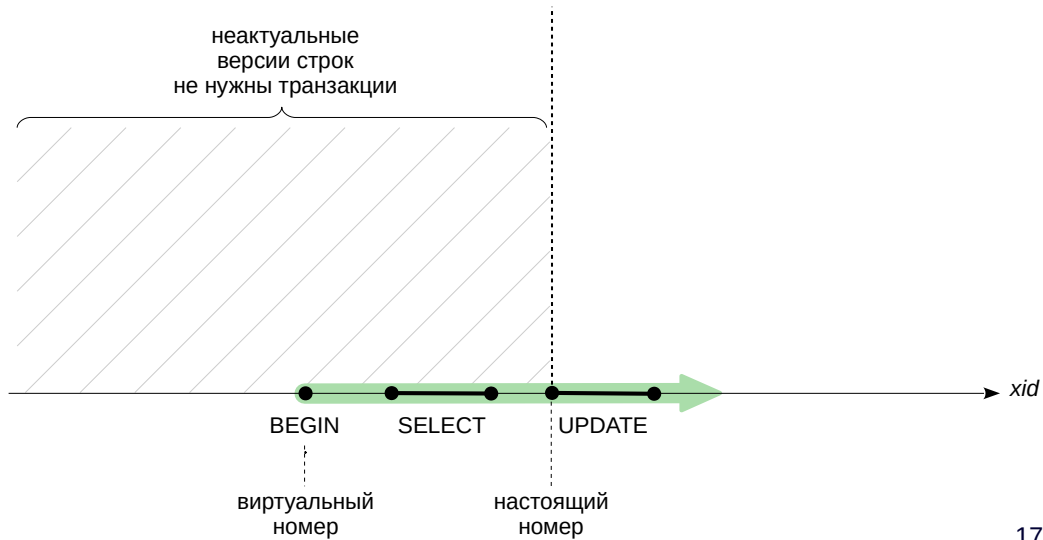 неактуальные
версии строк
не нужны транзакции
xid
BEGIN
SELECT
UPDATE
виртуальный
номер
настоящий
номер
17